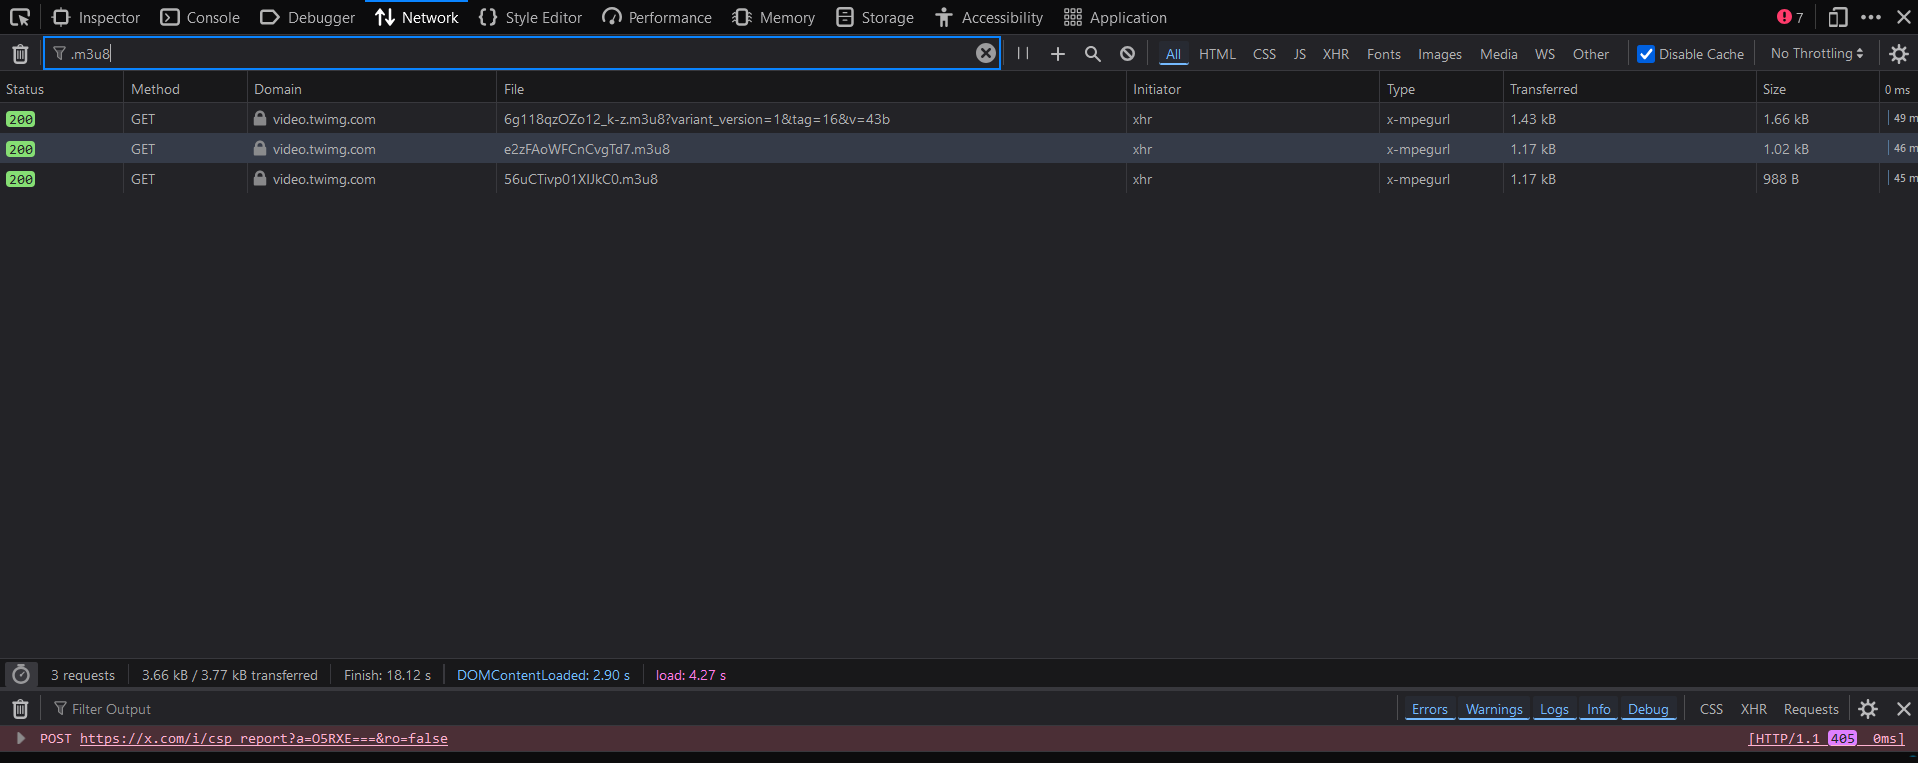 Inspector Console Debugger Network Style Editor Performance Memory Storage Accessibility Application 7
.m3u8 All HTML CSS JS XHR Fonts Images Media WS Other Disable Cache No Throttling
Status Method Domain File Initiator Type Transferred Size 0 ms
200 GET video.twimg.com 6g118qzOZo12_k-z.m3u8?variant_version=1&tag=16&v=43b xhr x-mpegurl 1.43 kB 1.66 kB 49 m
200 GET video.twimg.com e2zFAoWFCnCvgTd7.m3u8 xhr x-mpegurl 1.17 kB 1.02 kB 46 m
200 GET video.twimg.com 56uCTivp01XIJkC0.m3u8 xhr x-mpegurl 1.17 kB 988 B 45 m
3 requests 3.66 kB / 3.77 kB transferred Finish: 18.12 s DOMContentLoaded: 2.90 s load: 4.27 s
Filter Output Errors Warnings Logs Info Debug CSS XHR Requests
POST https://x.com/i/csp_report?a=O5RXE===&ro=false [HTTP/1.1 405 0ms]